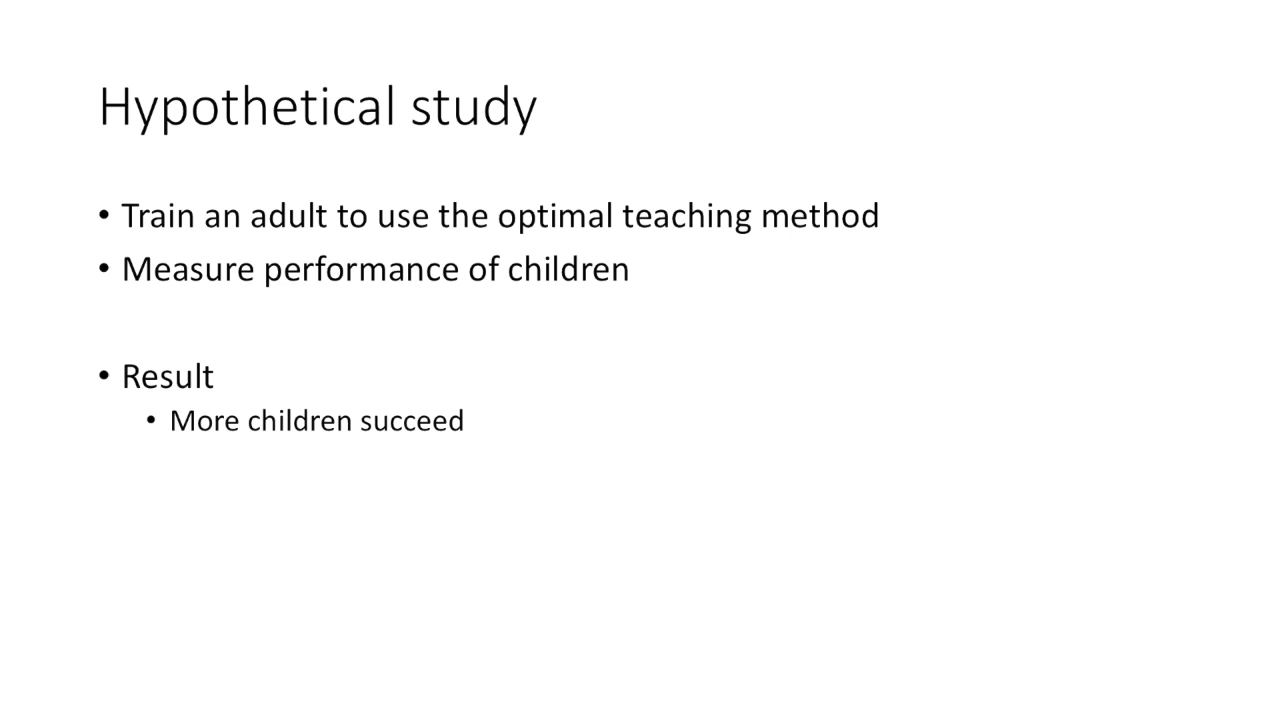 Hypothetical study
• Train an adult to use the optimal teaching method
• Measure performance of children
• Result
• More children succeed